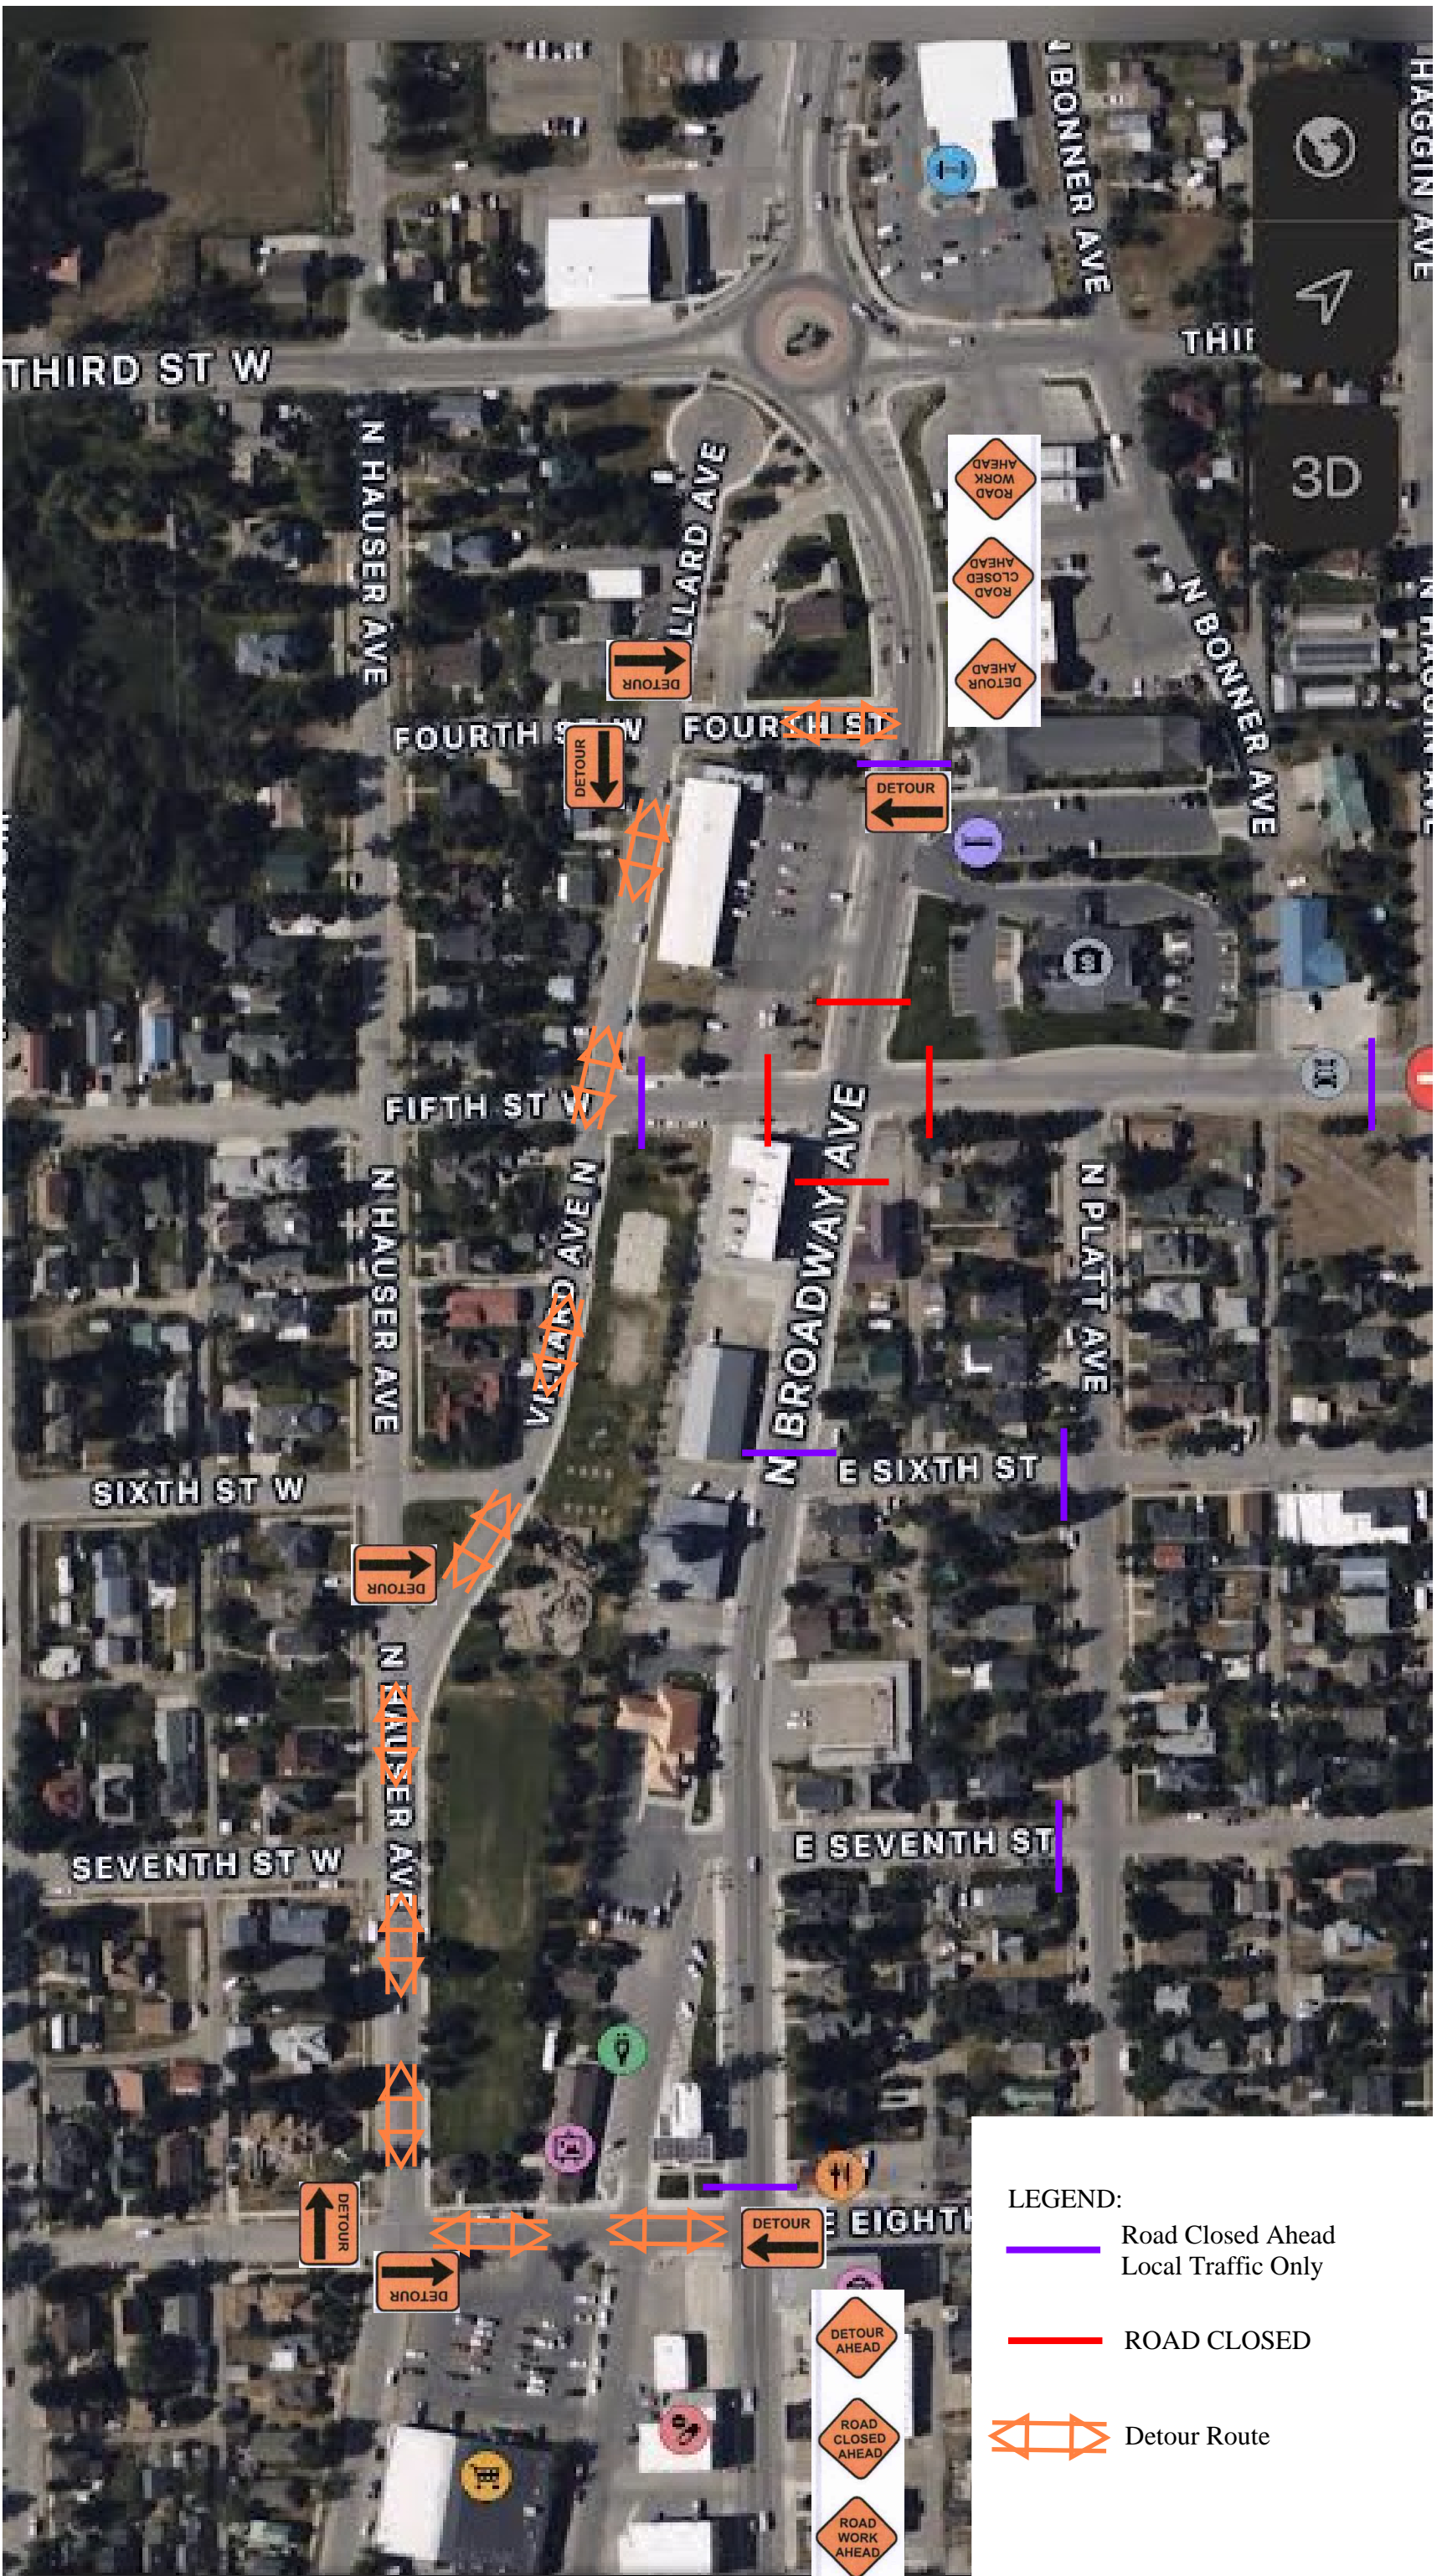 N BONNER AVE
HAGGIN AVE
THIRD ST W
THIR
N HAUSER AVE
LLARD AVE
3D
ROAD
WORK
AHEAD
ROAD
CLOSED
AHEAD
DETOUR
AHEAD
N BONNER AVE
N HAGGIN AVE
DETOUR
FOURTH ST W
FOURTH ST
DETOUR
DETOUR
FIFTH ST W
N HAUSER AVE
VILLARD AVE N
N BROADWAY AVE
N PLATT AVE
SIXTH ST W
E SIXTH ST
DETOUR
N HAUSER AVE
SEVENTH ST W
E SEVENTH ST
DETOUR
DETOUR
E EIGHTH
DETOUR
DETOUR
AHEAD
ROAD
CLOSED
AHEAD
ROAD
WORK
AHEAD
LEGEND:
Road Closed Ahead
Local Traffic Only
ROAD CLOSED
Detour Route